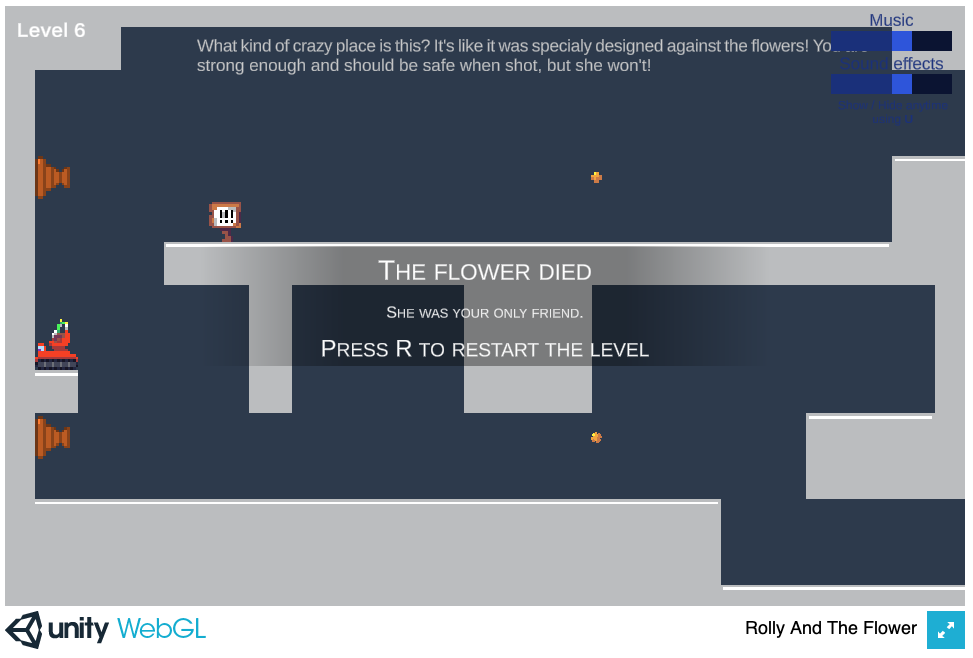 Level 6
Music
What kind of crazy place is this? It's like it was specialy designed against the flowers! You are
strong enough and should be safe when shot, but she won't!
Sound effects
THE FLOWER DIED
SHE WAS YOUR ONLY FRIEND.
PRESS R TO RESTART THE LEVEL
unity WebGL
Rolly And The Flower